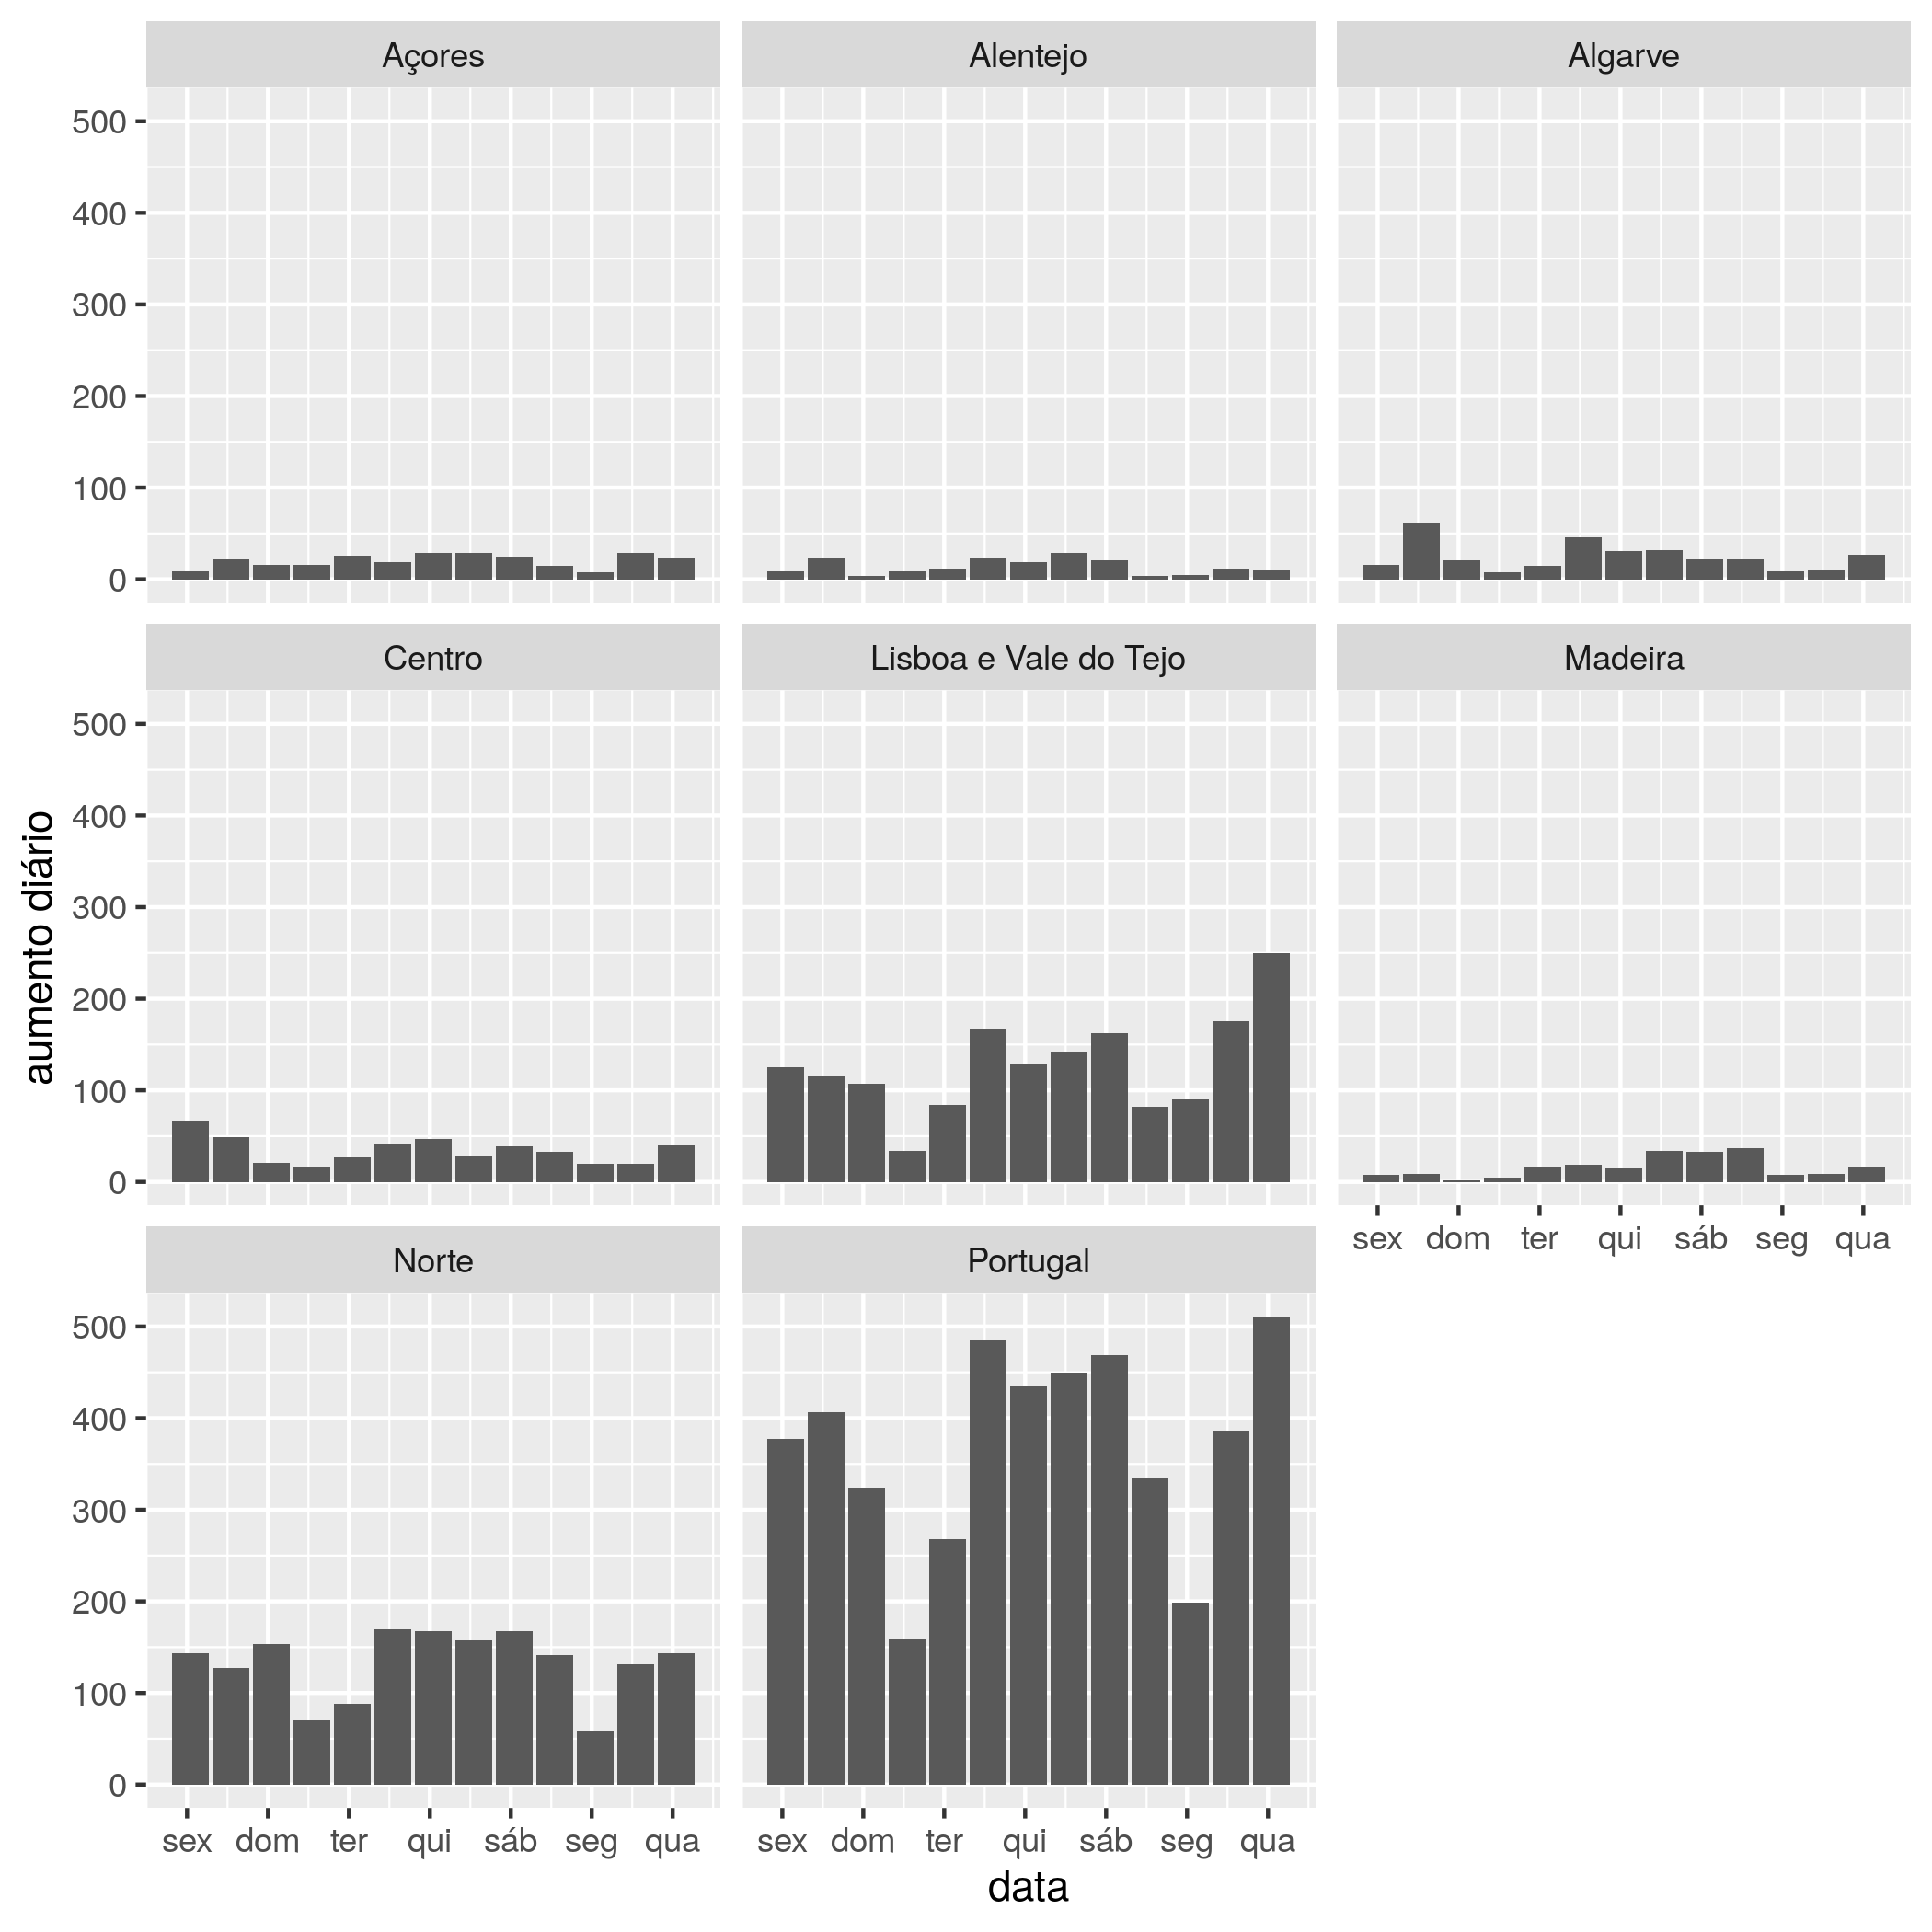 Açores
Alentejo
Algarve
500
400
300
200
100
0
Centro
Lisboa e Vale do Tejo
Madeira
500
400
300
200
100
0
sex dom ter qui sáb seg qua
Norte
Portugal
500
400
300
200
100
0
sex dom ter qui sáb seg qua
sex dom ter qui sáb seg qua
data
aumento diário